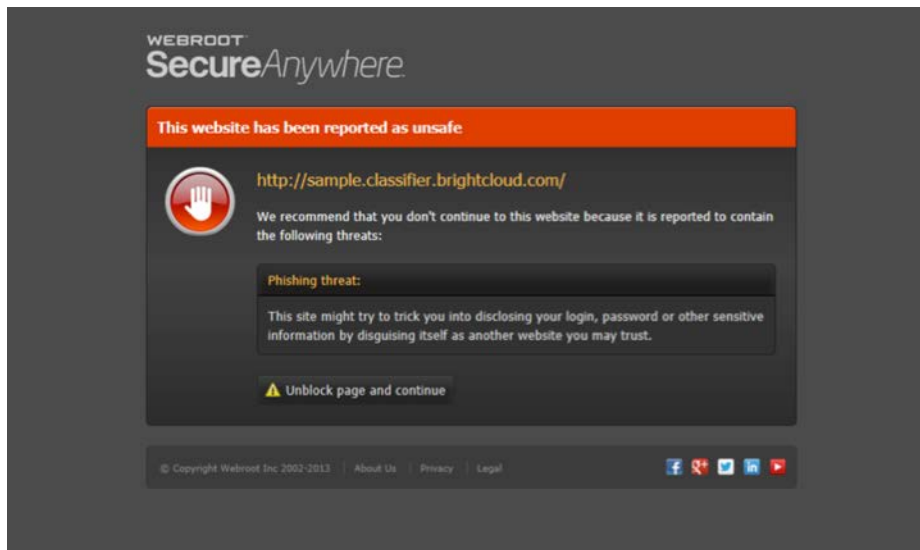 WEBROOT
SecureAnywhere.
This website has been reported as unsafe
http://sample.classifier.brightcloud.com/
We recommend that you don't continue to this website because it is reported to contain
the following threats:
Phishing threat:
This site might try to trick you into disclosing your login, password or other sensitive
information by disguising itself as another website you may trust.
Unblock page and continue
© Copyright Webroot Inc 2002-2013 | About Us | Privacy | Legal